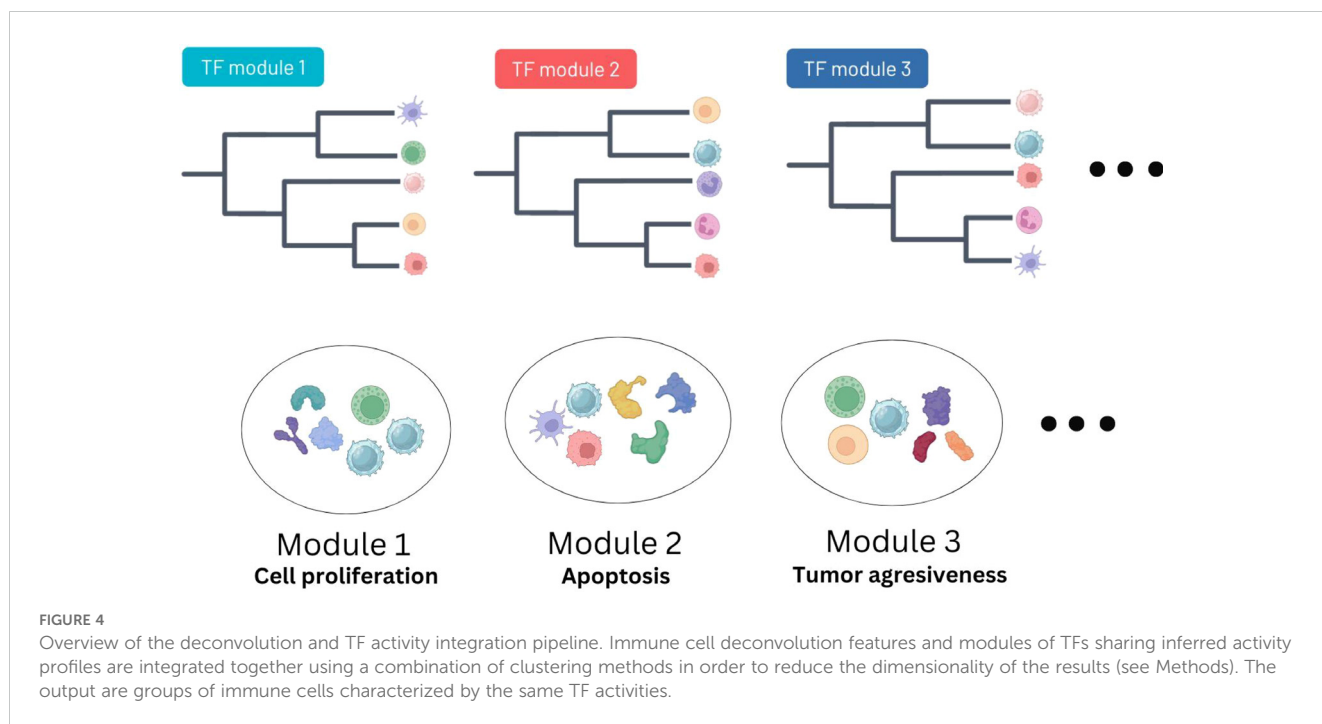 TF module 1
TF module 2
TF module 3
Module 1
Cell proliferation
Module 2
Apoptosis
Module 3
Tumor agresiveness
FIGURE 4
Overview of the deconvolution and TF activity integration pipeline. Immune cell deconvolution features and modules of TFs sharing inferred activity
profiles are integrated together using a combination of clustering methods in order to reduce the dimensionality of the results (see Methods). The
output are groups of immune cells characterized by the same TF activities.